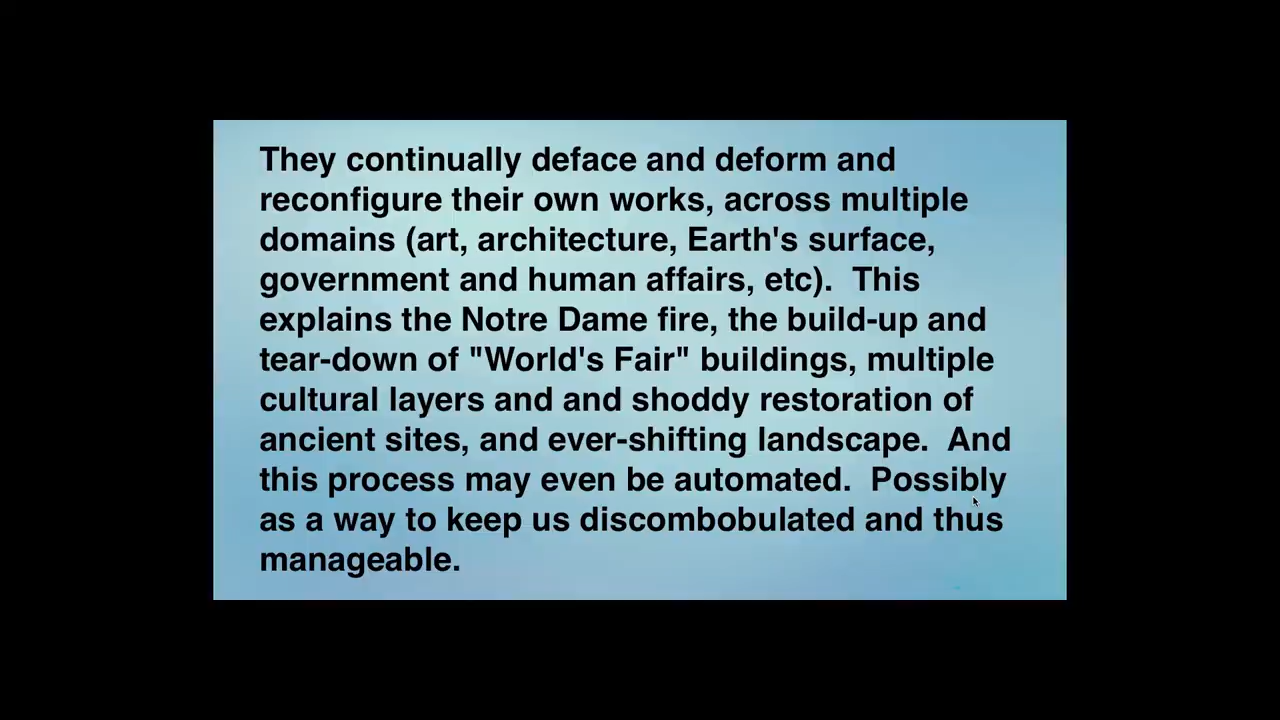 They continually deface and deform and
reconfigure their own works, across multiple
domains (art, architecture, Earth's surface,
government and human affairs, etc).  This
explains the Notre Dame fire, the build-up and
tear-down of "World's Fair" buildings, multiple
cultural layers and and shoddy restoration of
ancient sites, and ever-shifting landscape.  And
this process may even be automated.  Possibly
as a way to keep us discombobulated and thus
manageable.